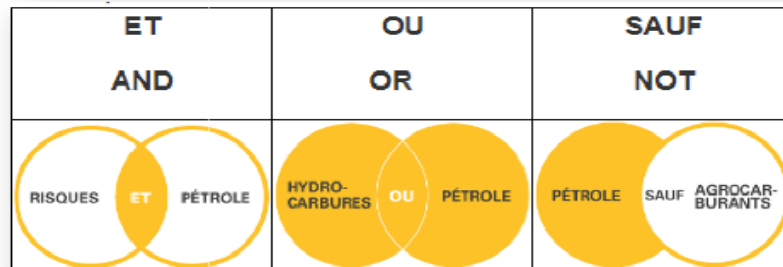 ET OU SAUF
AND OR NOT
RISQUES ET PÉTROLE
HYDRO-
CARBURES OU PÉTROLE
PÉTROLE SAUF AGROCAR-
BURANTS